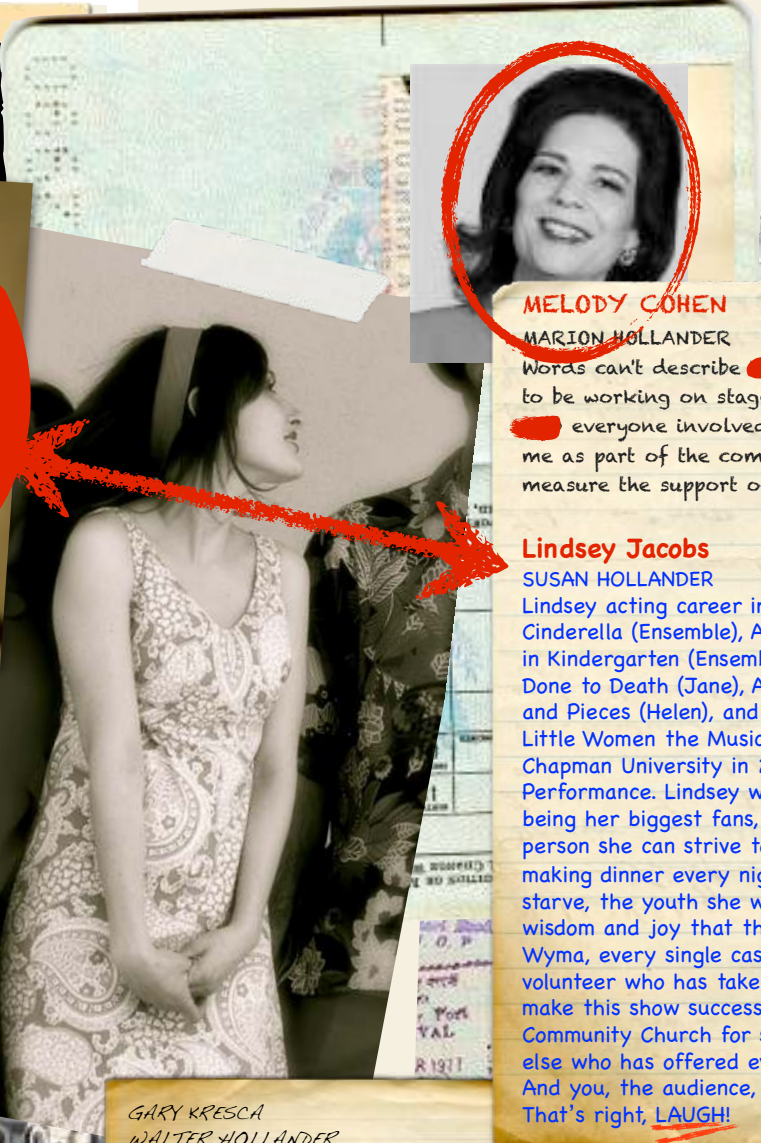 MELODY COHEN
MARION HOLLANDER
Words can't describe
to be working on stag
everyone involved
me as part of the com
measure the support o
Lindsey Jacobs
SUSAN HOLLANDER
Lindsey acting career in
Cinderella (Ensemble), A
in Kindergarten (Ensembl
Done to Death (Jane), A
and Pieces (Helen), and
Little Women the Music
Chapman University in
Performance. Lindsey w
being her biggest fans,
person she can strive t
making dinner every nig
starve, the youth she w
wisdom and joy that th
Wyma, every single cas
volunteer who has take
make this show success
Community Church for s
else who has offered ev
And you, the audience,
That's right, LAUGH!
GARY KRESCA
WALTER HOLLANDER